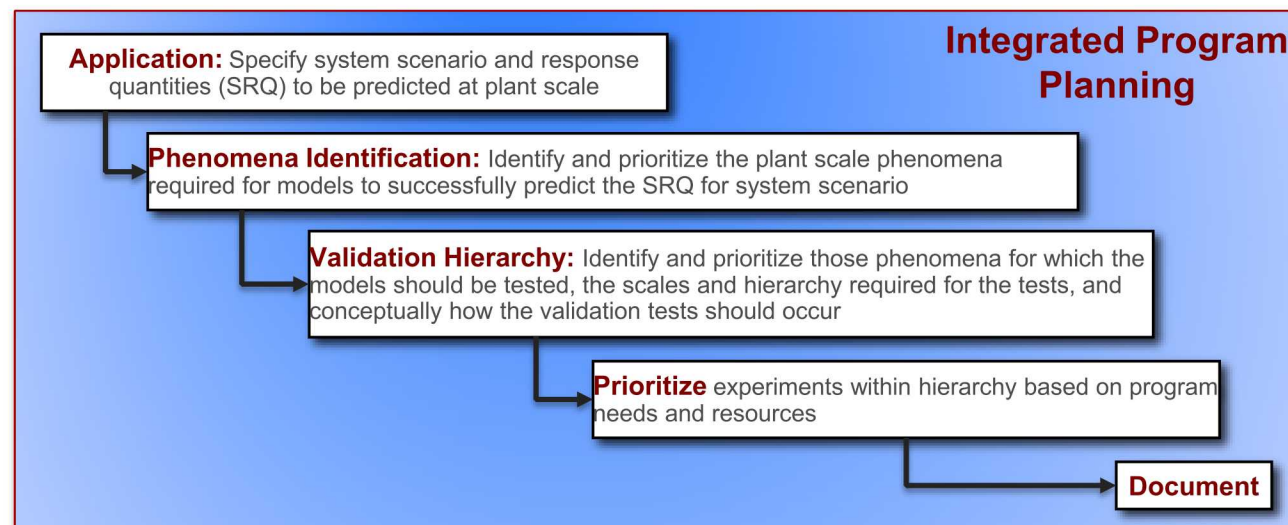 Integrated Program
Planning
Application: Specify system scenario and response
quantities (SRQ) to be predicted at plant scale
Phenomena Identification: Identify and prioritize the plant scale phenomena
required for models to successfully predict the SRQ for system scenario
Validation Hierarchy: Identify and prioritize those phenomena for which the
models should be tested, the scales and hierarchy required for the tests, and
conceptually how the validation tests should occur
Prioritize experiments within hierarchy based on program
needs and resources
Document